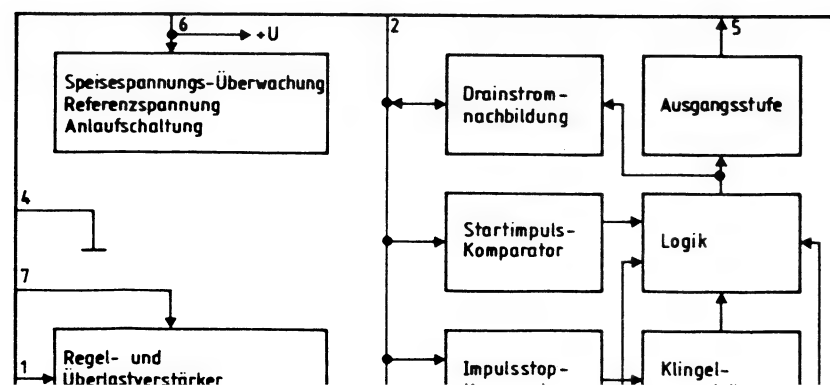 6
+U
2
5
Speisespannungs-Überwachung
Referenzspannung
Anlaufschaltung
Drainstrom-
nachbildung
Ausgangsstufe
4
Startimpuls-
Komparator
Logik
7
1
Regel- und
Überlastverstärker
Impulsstop-
Klingel-